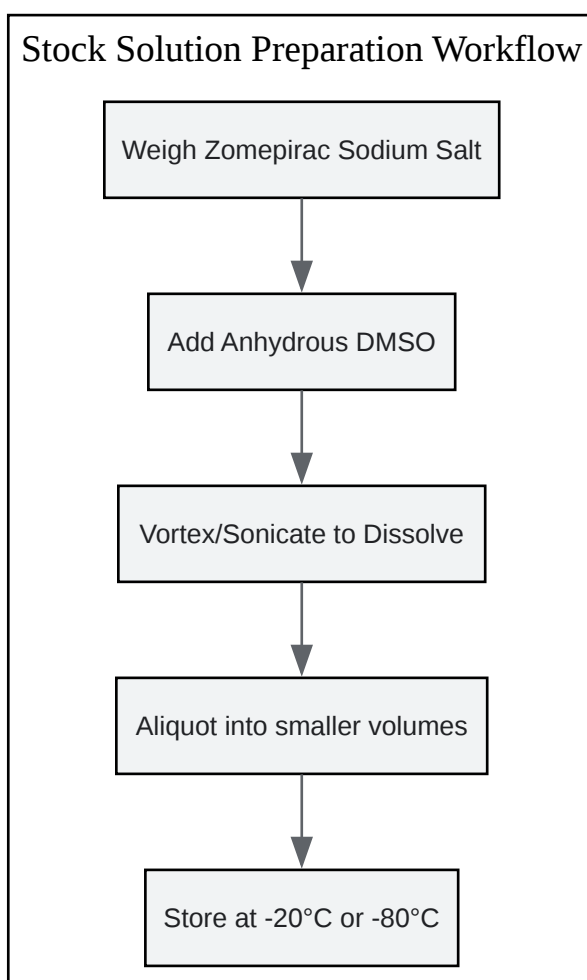 Stock Solution Preparation Workflow
Weigh Zomepirac Sodium Salt
Add Anhydrous DMSO
Vortex/Sonicate to Dissolve
Aliquot into smaller volumes
Store at -20°C or -80°C